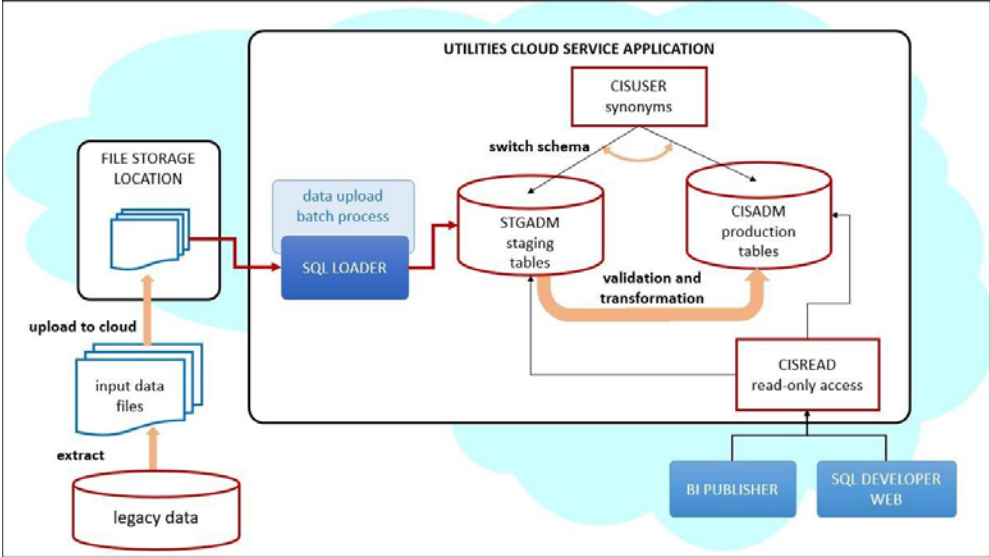 UTILITIES CLOUD SERVICE APPLICATION
CISUSER
synonyms
switch schema
FILE STORAGE
LOCATION
data upload
batch process
SQL LOADER
STGADM
staging
tables
CISADM
production
tables
validation and
transformation
upload to cloud
input data
files
CISREAD
read-only access
extract
legacy data
BI PUBLISHER
SQL DEVELOPER
WEB